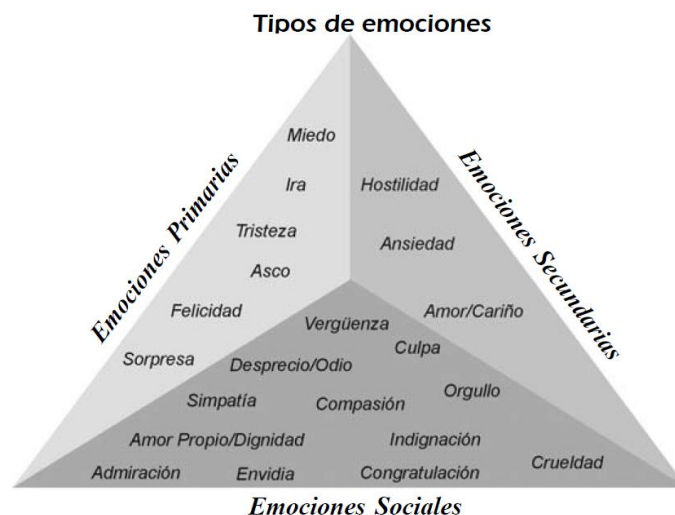 Tipos de emociones
Emociones Primarias
Miedo
Ira
Tristeza
Asco
Felicidad
Sorpresa
Emociones Secundarias
Hostilidad
Ansiedad
Amor/Cariño
Vergüenza
Culpa
Desprecio/Odio
Orgullo
Simpatía
Compasión
Amor Propio/Dignidad
Indignación
Crueldad
Admiración
Envidia
Congratulación
Emociones Sociales